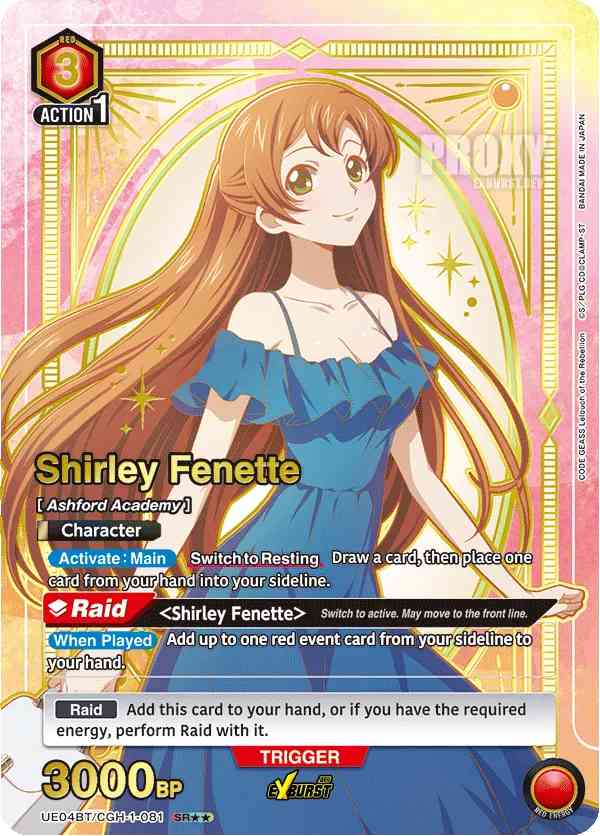 RED
3
ACTION 1
PROXY
EXBURST.DEV
CODE GEASS Lelouch of the Rebellion ©S/PLG CD©CLAMP・ST BANDAI MADE IN JAPAN
Shirley Fenette
[ Ashford Academy ]
Character
Activate : Main Switch to Resting Draw a card, then place one
card from your hand into your sideline.
Raid <Shirley Fenette> Switch to active. May move to the front line.
When Played Add up to one red event card from your sideline to
your hand.
Raid Add this card to your hand, or if you have the required
energy, perform Raid with it.
TRIGGER
3000 BP
EXBURST
RED ENERGY
UE04BT/CGH-1-081 SR★★